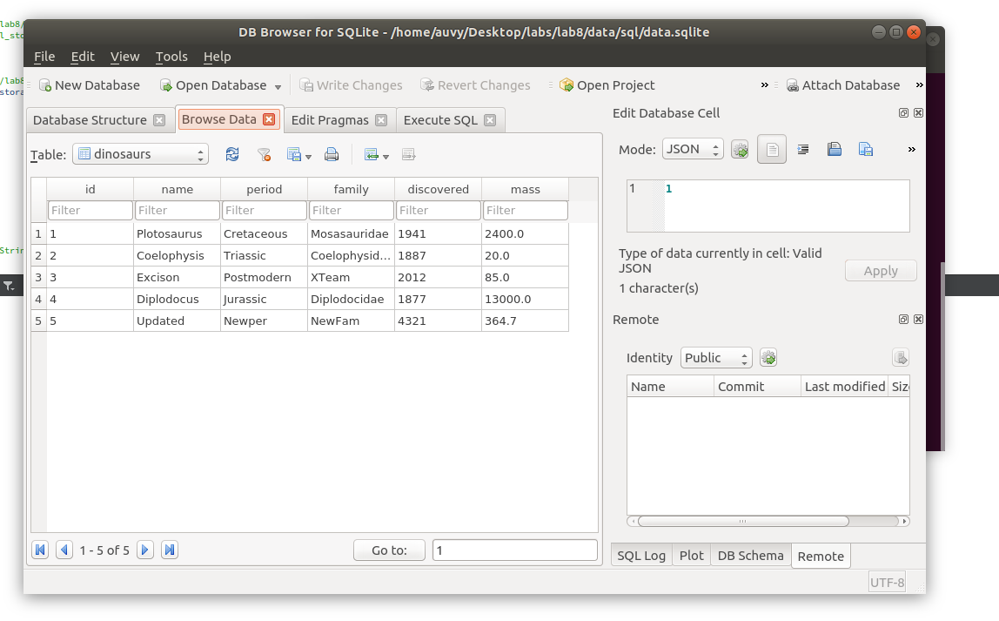 lab8/
DB Browser for SQLite - /home/auvy/Desktop/labs/lab8/data/sql/data.sqlite
l_sto
File Edit View Tools Help
/lab8
stora
New Database Open Database Write Changes Revert Changes Open Project » Attach Database »
Database Structure Browse Data Edit Pragmas Execute SQL
Table: dinosaurs
id name period family discovered mass
Filter Filter Filter Filter Filter Filter
1 1 Plotosaurus Cretaceous Mosasauridae 1941 2400.0
2 2 Coelophysis Triassic Coelophysid... 1887 20.0
3 3 Excison Postmodern XTeam 2012 85.0
4 4 Diplodocus Jurassic Diplodocidae 1877 13000.0
5 5 Updated Newper NewFam 4321 364.7
Strin
1 - 5 of 5 Go to: 1
Edit Database Cell
Mode: JSON »
1 1
Type of data currently in cell: Valid
JSON
1 character(s)
Apply
Remote
Identity Public
Name Commit Last modified Size
SQL Log Plot DB Schema Remote
UTF-8